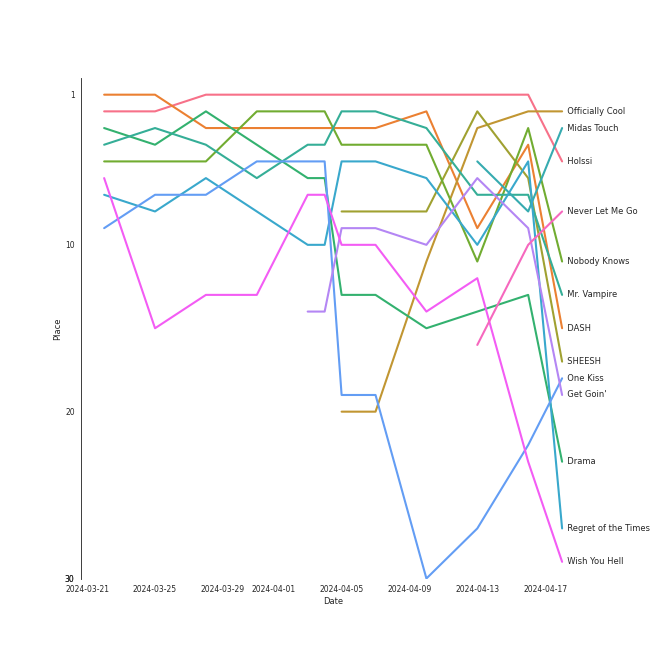 1
Officially Cool
Midas Touch
Holssi
Never Let Me Go
10
Nobody Knows
Mr. Vampire
DASH
Place
SHEESH
One Kiss
Get Goin'
20
Drama
Regret of the Times
Wish You Hell
30
2024-03-21 2024-03-25 2024-03-29 2024-04-01 2024-04-05 2024-04-09 2024-04-13 2024-04-17
Date